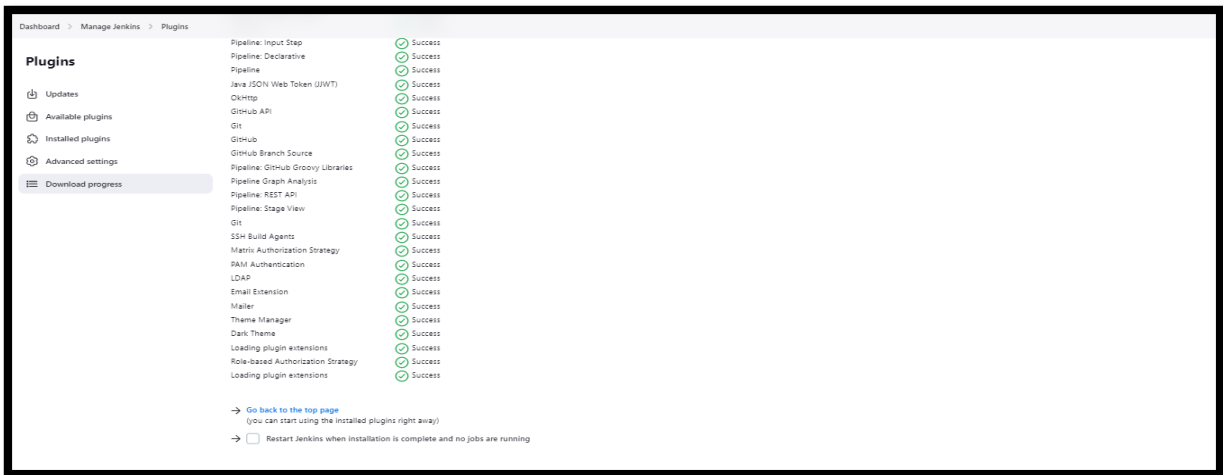 Dashboard > Manage Jenkins > Plugins
Plugins
Updates
Available plugins
Installed plugins
Advanced settings
Download progress
Pipeline: Input Step Success
Pipeline: Declarative Success
Pipeline Success
Java JSON Web Token (JJWT) Success
OkHttp Success
GitHub API Success
Git Success
GitHub Success
GitHub Branch Source Success
Pipeline: GitHub Groovy Libraries Success
Pipeline Graph Analysis Success
Pipeline: REST API Success
Pipeline: Stage View Success
Git Success
SSH Build Agents Success
Matrix Authorization Strategy Success
PAM Authentication Success
LDAP Success
Email Extension Success
Mailer Success
Theme Manager Success
Dark Theme Success
Loading plugin extensions Success
Role-based Authorization Strategy Success
Loading plugin extensions Success
→ Go back to the top page
(you can start using the installed plugins right away)
→ Restart Jenkins when installation is complete and no jobs are running